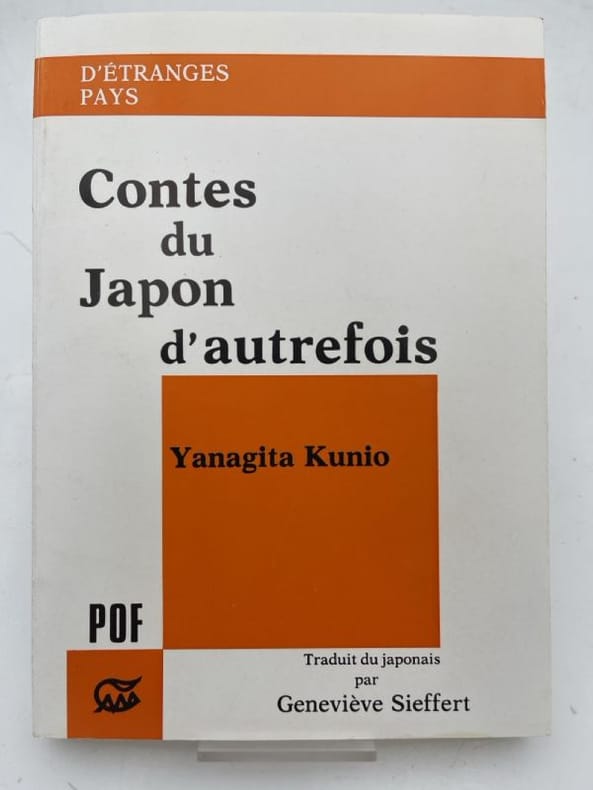 D'ÉTRANGES
PAYS
Contes
du
Japon
d'autrefois
Yanagita Kunio
POF
Traduit du japonais
par
Geneviève Sieffert